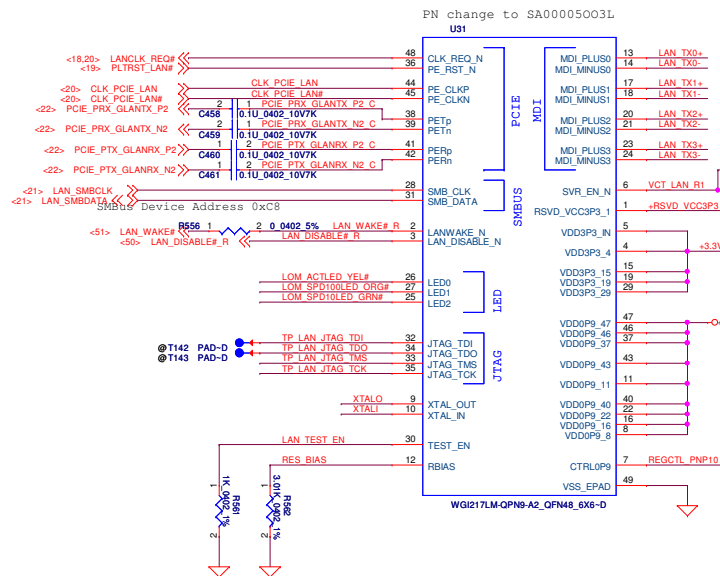 PN change to SA00005OO3L
U31
<18,20> LANCLK_REQ# 48 CLK_REQ_N
<19> PLTRST_LAN# 36 PE_RST_N
<20> CLK_PCIE_LAN CLK_PCIE_LAN 44 PE_CLKP
<20> CLK_PCIE_LAN# CLK_PCIE_LAN# 45 PE_CLKN
<22> PCIE_PRX_GLANTX_P2 2 1 PCIE_PRX_GLANTX_P2_C 38 PETp
C458 0.1U_0402_10V7K
<22> PCIE_PRX_GLANTX_N2 2 1 PCIE_PRX_GLANTX_N2_C 39 PETn
C459 0.1U_0402_10V7K
<22> PCIE_PTX_GLANRX_P2 1 2 PCIE_PTX_GLANRX_P2_C 41 PERp
C460 0.1U_0402_10V7K
<22> PCIE_PTX_GLANRX_N2 1 2 PCIE_PTX_GLANRX_N2_C 42 PERn
C461 0.1U_0402_10V7K
PCIE
<21> LAN_SMBCLK 28 SMB_CLK
<21> LAN_SMBDATA 31 SMB_DATA
SMBUS
SMBus Device Address 0xC8
<51> LAN_WAKE# R556 1 2 0_0402_5% LAN_WAKE#_R 2 LANWAKE_N
<50> LAN_DISABLE#_R LAN_DISABLE#_R 3 LAN_DISABLE_N
LOM_ACTLED_YEL# 26 LED0
LOM_SPD100LED_ORG# 27 LED1
LOM_SPD10LED_GRN# 25 LED2
LED
TP_LAN_JTAG_TDI 32 JTAG_TDI
@T142 PAD~D TP_LAN_JTAG_TDO 34 JTAG_TDO
@T143 PAD~D TP_LAN_JTAG_TMS 33 JTAG_TMS
TP_LAN_JTAG_TCK 35 JTAG_TCK
JTAG
XTALO 9 XTAL_OUT
XTALI 10 XTAL_IN
LAN_TEST_EN 30 TEST_EN
RES_BIAS 12 RBIAS
1 2 R561 1K_0402_1%
1 2 R562 3.01K_0402_1%
MDI
MDI_PLUS0 13 LAN_TX0+
MDI_MINUS0 14 LAN_TX0-
MDI_PLUS1 17 LAN_TX1+
MDI_MINUS1 18 LAN_TX1-
MDI_PLUS2 20 LAN_TX2+
MDI_MINUS2 21 LAN_TX2-
MDI_PLUS3 23 LAN_TX3+
MDI_MINUS3 24 LAN_TX3-
SVR_EN_N 6 VCT_LAN_R1
RSVD_VCC3P3_1 1 +RSVD_VCC3P3
VDD3P3_IN 5
VDD3P3_4 4 +3.3V
VDD3P3_15 15
VDD3P3_19 19
VDD3P3_29 29
VDD0P9_47 47
VDD0P9_46 46
VDD0P9_37 37
VDD0P9_43 43
VDD0P9_11 11
VDD0P9_40 40
VDD0P9_22 22
VDD0P9_16 16
VDD0P9_8 8
CTRL0P9 7 REGCTL_PNP10
VSS_EPAD 49
WGI217LM-QPN9-A2_QFN48_6X6~D